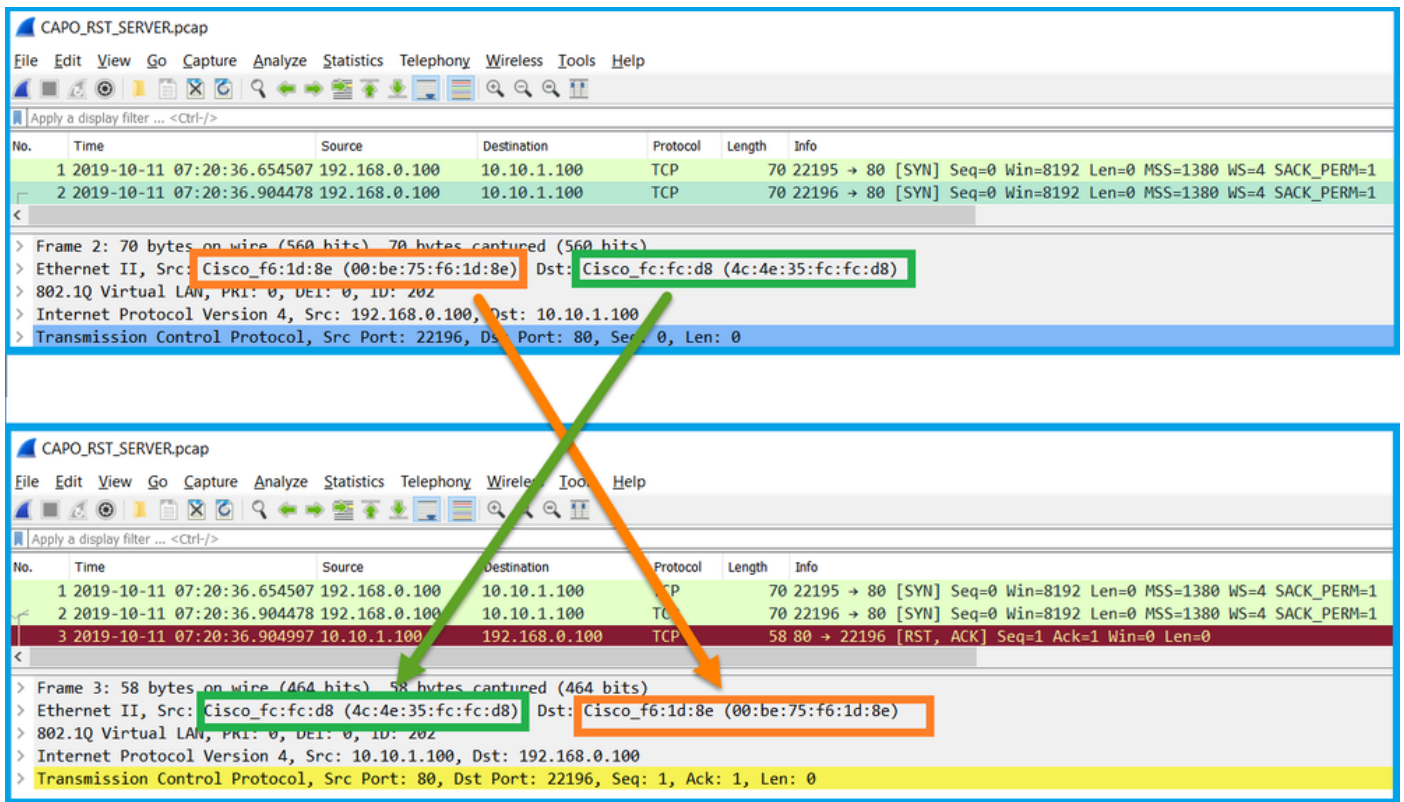 CAPO_RST_SERVER.pcap
File Edit View Go Capture Analyze Statistics Telephony Wireless Tools Help
Apply a display filter ... <Ctrl-/>
No. Time Source Destination Protocol Length Info
1 2019-10-11 07:20:36.654507 192.168.0.100 10.10.1.100 TCP 70 22195 → 80 [SYN] Seq=0 Win=8192 Len=0 MSS=1380 WS=4 SACK_PERM=1
2 2019-10-11 07:20:36.904478 192.168.0.100 10.10.1.100 TCP 70 22196 → 80 [SYN] Seq=0 Win=8192 Len=0 MSS=1380 WS=4 SACK_PERM=1
> Frame 2: 70 bytes on wire (560 bits), 70 bytes captured (560 bits)
> Ethernet II, Src: Cisco_f6:1d:8e (00:be:75:f6:1d:8e) Dst: Cisco_fc:fc:d8 (4c:4e:35:fc:fc:d8)
> 802.1Q Virtual LAN, PRI: 0, DEI: 0, ID: 202
> Internet Protocol Version 4, Src: 192.168.0.100, Dst: 10.10.1.100
> Transmission Control Protocol, Src Port: 22196, Dst Port: 80, Seq: 0, Len: 0
CAPO_RST_SERVER.pcap
File Edit View Go Capture Analyze Statistics Telephony Wireless Tools Help
Apply a display filter ... <Ctrl-/>
No. Time Source Destination Protocol Length Info
1 2019-10-11 07:20:36.654507 192.168.0.100 10.10.1.100 TCP 70 22195 → 80 [SYN] Seq=0 Win=8192 Len=0 MSS=1380 WS=4 SACK_PERM=1
2 2019-10-11 07:20:36.904478 192.168.0.100 10.10.1.100 TCP 70 22196 → 80 [SYN] Seq=0 Win=8192 Len=0 MSS=1380 WS=4 SACK_PERM=1
3 2019-10-11 07:20:36.904997 10.10.1.100 192.168.0.100 TCP 58 80 → 22196 [RST, ACK] Seq=1 Ack=1 Win=0 Len=0
> Frame 3: 58 bytes on wire (464 bits), 58 bytes captured (464 bits)
> Ethernet II, Src: Cisco_fc:fc:d8 (4c:4e:35:fc:fc:d8) Dst: Cisco_f6:1d:8e (00:be:75:f6:1d:8e)
> 802.1Q Virtual LAN, PRI: 0, DEI: 0, ID: 202
> Internet Protocol Version 4, Src: 10.10.1.100, Dst: 192.168.0.100
> Transmission Control Protocol, Src Port: 80, Dst Port: 22196, Seq: 1, Ack: 1, Len: 0